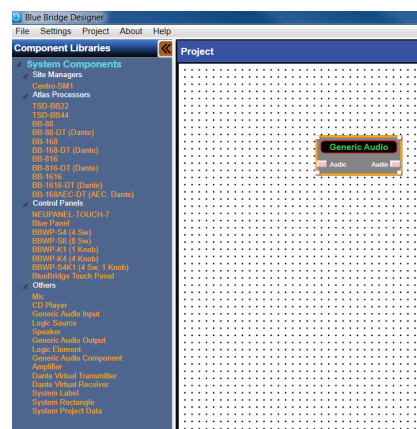 Blue Bridge Designer
File Settings Project About Help
Component Libraries
Project
System Components
Site Managers
Centro-SM1
Atlas Processors
TSD-BB22
TSD-BB44
BB-88
BB-88-DT (Dante)
BB-168
BB-168-DT (Dante)
BB-816
BB-816-DT (Dante)
BB-1616
BB-1616-DT (Dante)
BB-168AEC-DT (AEC, Dante)
Control Panels
NEUPANEL-TOUCH-7
Blue Panel
BBWP-S4 (4 Sw)
BBWP-S8 (8 Sw)
BBWP-K1 (1 Knob)
BBWP-K4 (4 Knob)
BBWP-S4K1 (4 Sw, 1 Knob)
BlueBridge Touch Panel
Others
Mic
CD Player
Generic Audio Input
Logic Source
Speaker
Generic Audio Output
Logic Element
Generic Audio Component
Amplifier
Dante Virtual Transmitter
Dante Virtual Receiver
System Label
System Rectangle
System Project Data
Generic Audio
Audio Audio